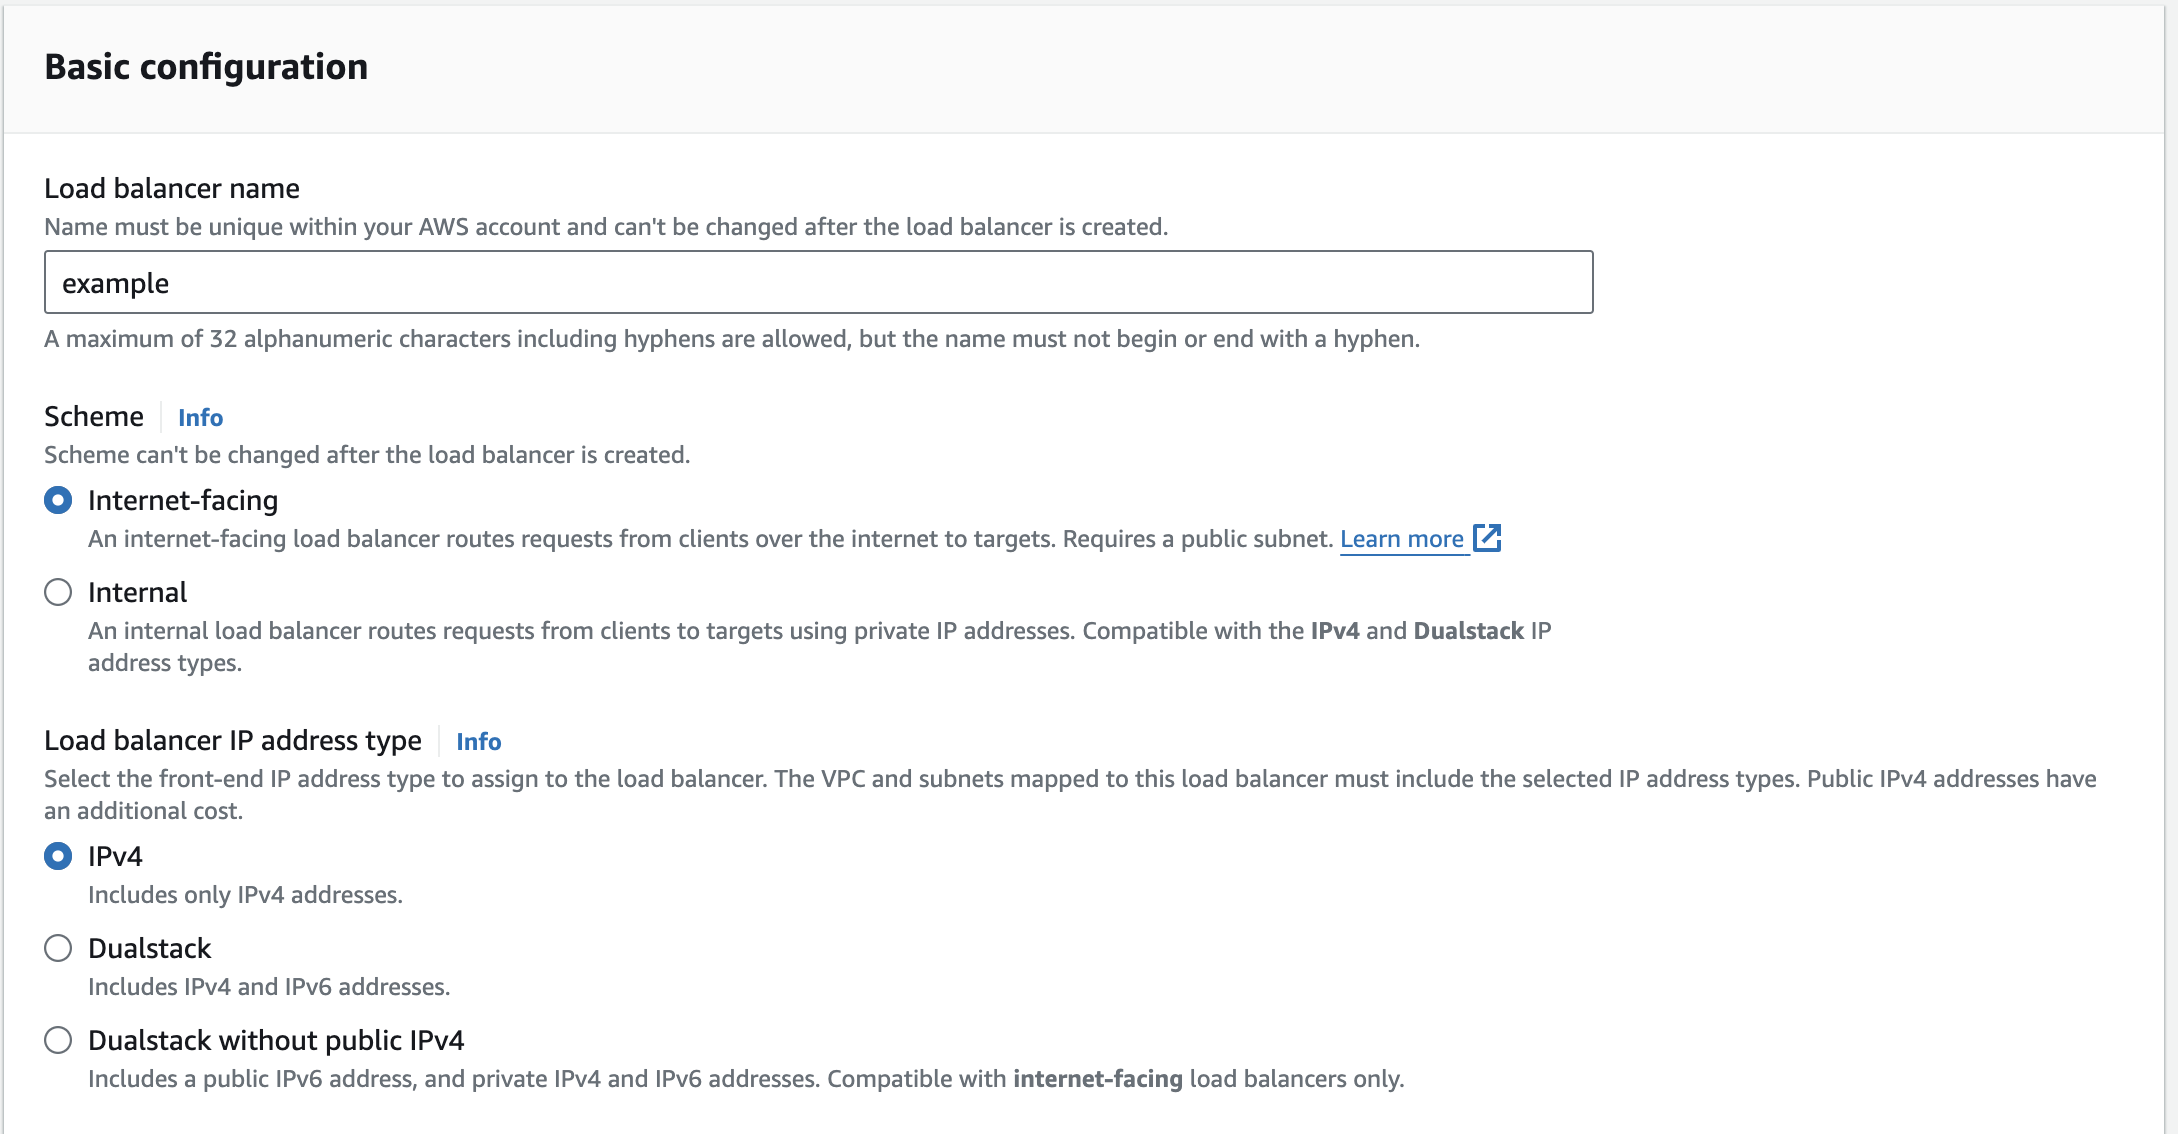 Basic configuration
Load balancer name
Name must be unique within your AWS account and can't be changed after the load balancer is created.
example
A maximum of 32 alphanumeric characters including hyphens are allowed, but the name must not begin or end with a hyphen.
Scheme Info
Scheme can't be changed after the load balancer is created.
Internet-facing
An internet-facing load balancer routes requests from clients over the internet to targets. Requires a public subnet. Learn more
Internal
An internal load balancer routes requests from clients to targets using private IP addresses. Compatible with the IPv4 and Dualstack IP
address types.
Load balancer IP address type Info
Select the front-end IP address type to assign to the load balancer. The VPC and subnets mapped to this load balancer must include the selected IP address types. Public IPv4 addresses have
an additional cost.
IPv4
Includes only IPv4 addresses.
Dualstack
Includes IPv4 and IPv6 addresses.
Dualstack without public IPv4
Includes a public IPv6 address, and private IPv4 and IPv6 addresses. Compatible with internet-facing load balancers only.